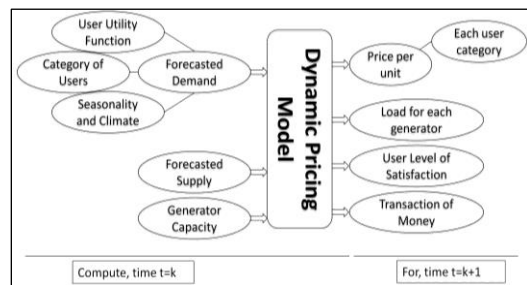 User Utility
Function
Category of
Users
Seasonality
and Climate
Forecasted
Demand
Forecasted
Supply
Generator
Capacity
Dynamic Pricing
Model
Price per
unit
Each user
category
Load for each
generator
User Level of
Satisfaction
Transaction of
Money
Compute, time t=k
For, time t=k+1